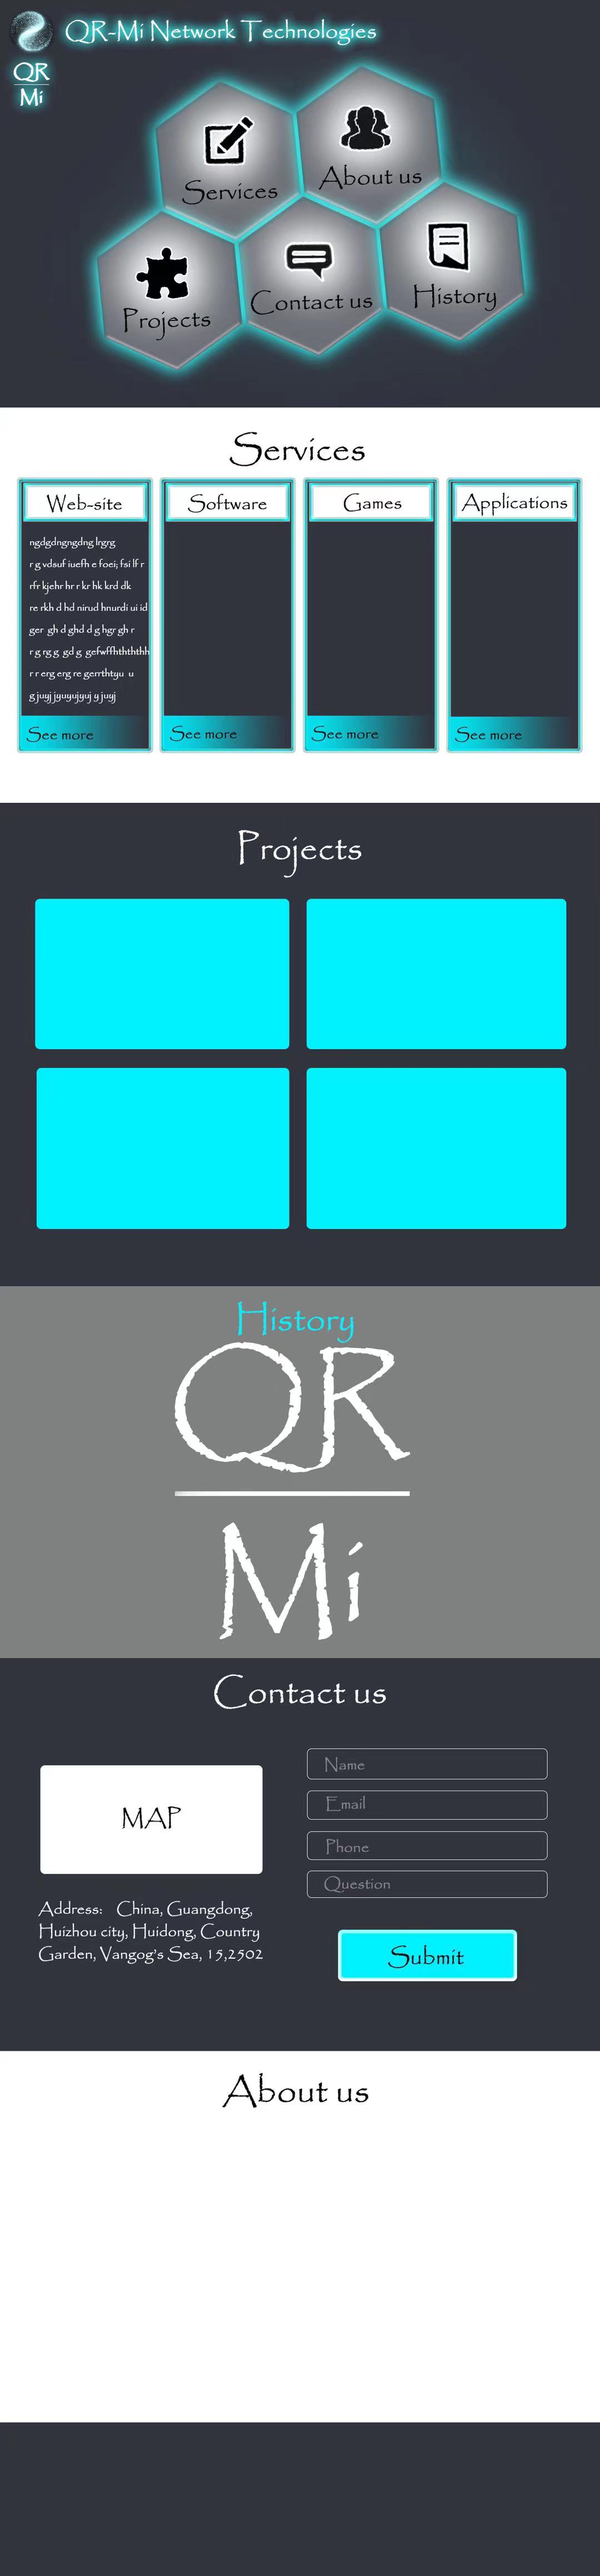 QR-Mi Network Technologies
QR
Mi
Services
About us
Projects
Contact us
History
Services
Web-site
Software
Games
Applications
ngdgdngngdng lrgrg
r g vdsuf iuefh e foei; fsi lf r
rfr kjehr hr r kr hk krd dk
re rkh d hd nirud hnurdi ui id
ger gh d ghd d g hgr gh r
r g rg g gd g gefwffhthththh
r r erg erg re gerrthtyu u
g juyj jyuyujyuj y juyj
See more
See more
See more
See more
Projects
History
QR
Mi
Contact us
MAP
Address: China, Guangdong,
Huizhou city, Huidong, Country
Garden, Vangog's Sea, 15,2502
Name
Email
Phone
Question
Submit
About us